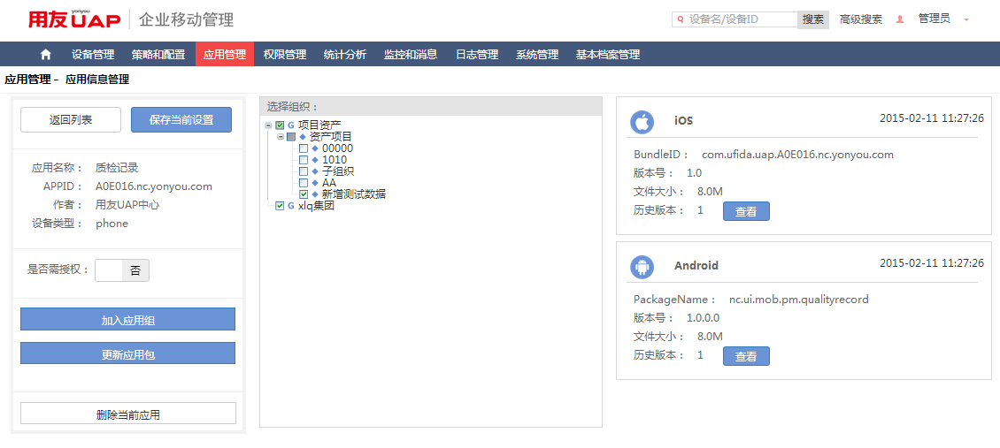 用友UAP yonyou 企业移动管理
设备名/设备ID 搜索 高级搜索 管理员
设备管理 策略和配置 应用管理 权限管理 统计分析 监控和消息 日志管理 系统管理 基本档案管理
应用管理 - 应用信息管理
返回列表 保存当前设置
应用名称： 质检记录
APPID： A0E016.nc.yonyou.com
作者： 用友UAP中心
设备类型： phone
是否需授权： 否
加入应用组
更新应用包
删除当前应用
选择组织：
G 项目资产
资产项目
00000
1010
子组织
AA
新增测试数据
G xlq集团
iOS 2015-02-11 11:27:26
BundleID： com.ufida.uap.A0E016.nc.yonyou.com
版本号： 1.0
文件大小： 8.0M
历史版本： 1 查看
Android 2015-02-11 11:27:26
PackageName： nc.ui.mob.pm.qualityrecord
版本号： 1.0.0.0
文件大小： 8.0M
历史版本： 1 查看